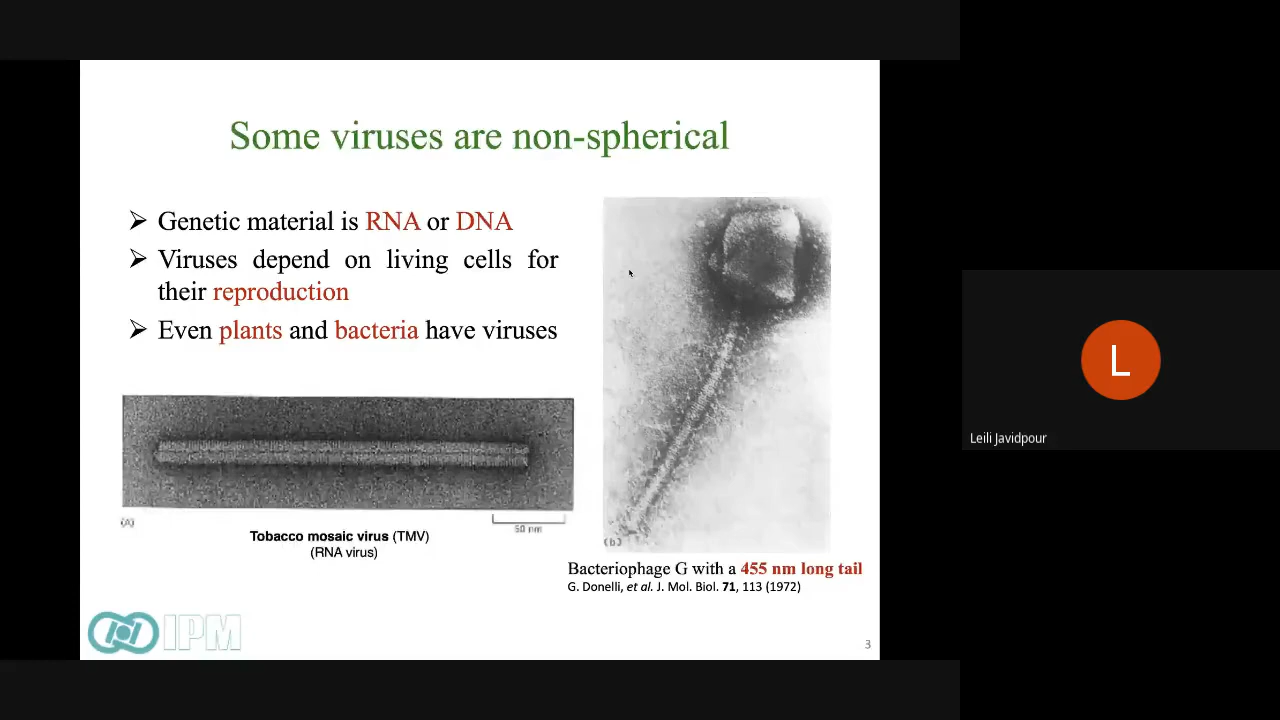 Some viruses are non-spherical
➢ Genetic material is RNA or DNA
➢ Viruses depend on living cells for
their reproduction
➢ Even plants and bacteria have viruses
(A)
50 nm
Tobacco mosaic virus (TMV)
(RNA virus)
(b)
Bacteriophage G with a 455 nm long tail
G. Donelli, et al. J. Mol. Biol. 71, 113 (1972)
IPM
3
L
Leili Javidpour